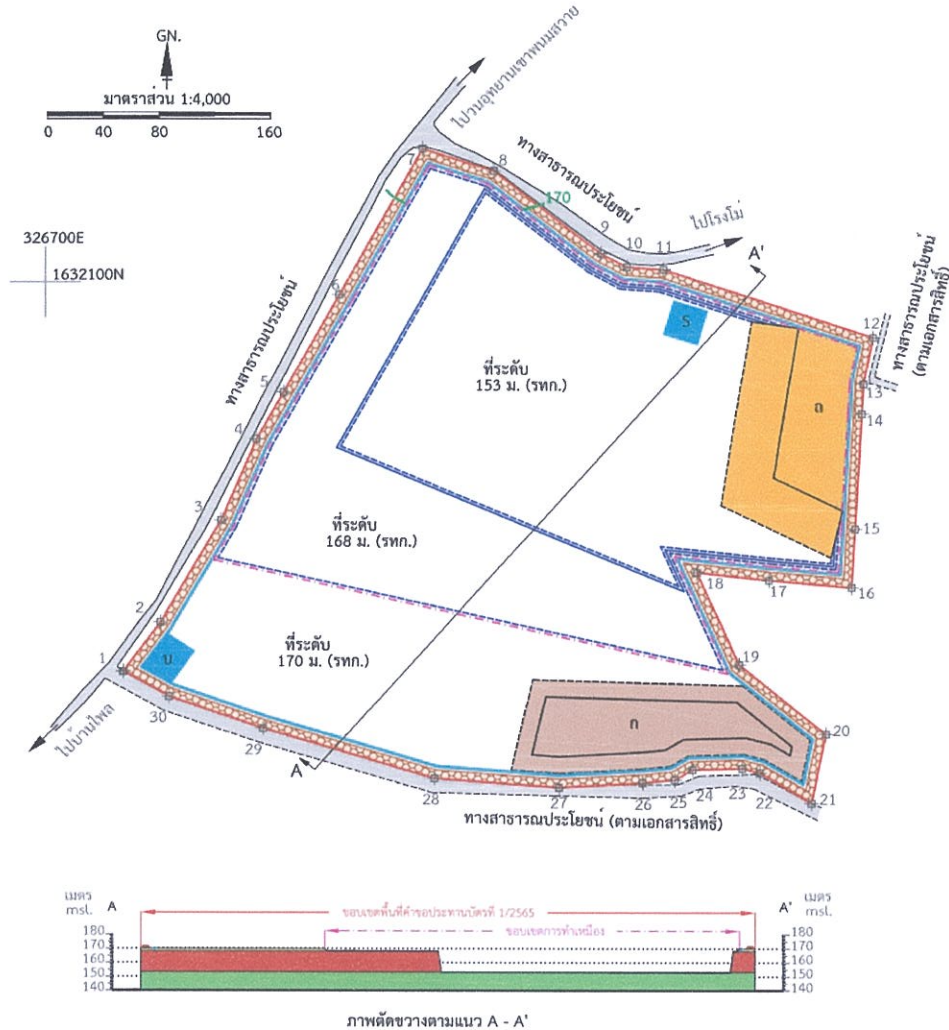 GN.
มาตราส่วน 1:4,000
0 40 80 160
326700E
1632100N
ไปวนอุทยานเขาพนมสวาย
ทางสาธารณประโยชน์
ไปโรงโม่
ทางสาธารณประโยชน์
(ตามเอกสารสิทธิ์)
ทางสาธารณประโยชน์
7
8
170
9
10
11
A'
12
13
14
6
5
4
3
2
1
S
ที่ระดับ
153 ม. (รทก.)
ถ
15
16
17
18
19
ที่ระดับ
168 ม. (รทก.)
ที่ระดับ
170 ม. (รทก.)
บ
ก
20
21
22
23
24
25
26
27
28
29
30
A
ไปบ้านไพล
ทางสาธารณประโยชน์ (ตามเอกสารสิทธิ์)
เมตร
msl.
A
A'
เมตร
msl.
ขอบเขตพื้นที่คำขอประทานบัตรที่ 1/2565
ขอบเขตการทำเหมือง
180 180
170 170
160 160
150 150
140 140
ภาพตัดขวางตามแนว A - A'